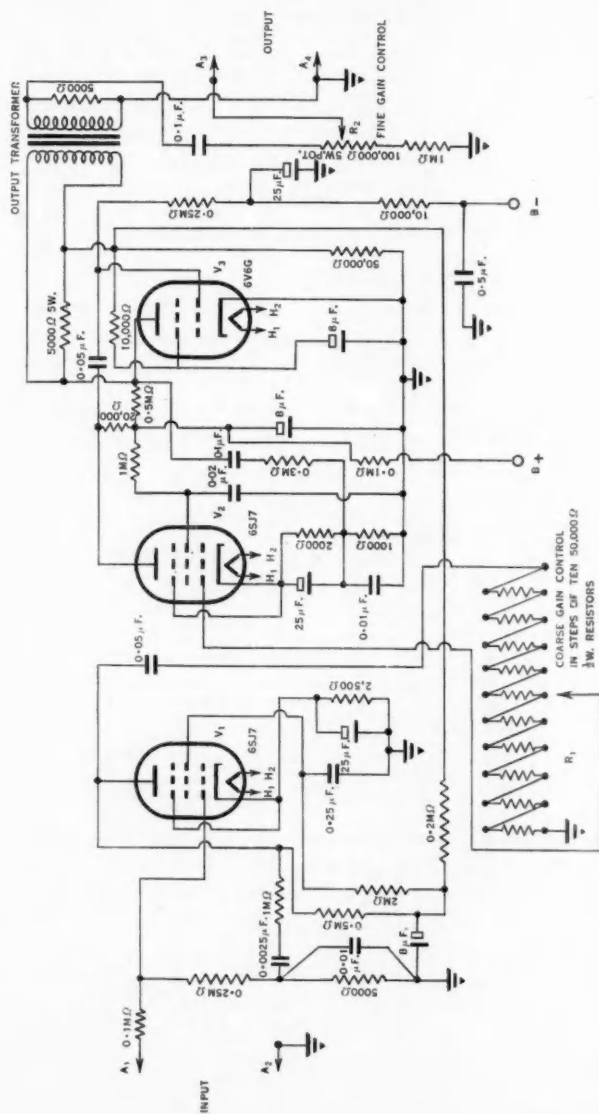 INPUT
A1
A2
0·1MΩ
0·25MΩ
0·0025μF.
·1MΩ
5000Ω
0·01
μF.
8μF.
0·5MΩ
2MΩ
0·2MΩ
V1
6SJ7
H1 H2
0·25μF.
25μF.
2,500Ω
0·05μF.
R1
COARSE GAIN CONTROL
IN STEPS OF TEN 50,000Ω
½W. RESISTORS
V2
6SJ7
H1 H2
25μF.
0·01μF.
2000Ω
1000Ω
1MΩ
20,000
Ω
0·5MΩ
0·02
μF.
·04μF.
0·3MΩ
8μF.
0·1MΩ
B+
0·05μF.
5000Ω 5W.
10,000Ω
V3
6V6G
H1 H2
8μF.
50,000Ω
OUTPUT TRANSFORMER
5000Ω
0·25MΩ
25μF.
10,000Ω
0·5μF.
B-
0·1μF.
R2
100,000Ω
5W.POT.
1MΩ
FINE GAIN CONTROL
A3
A4
OUTPUT